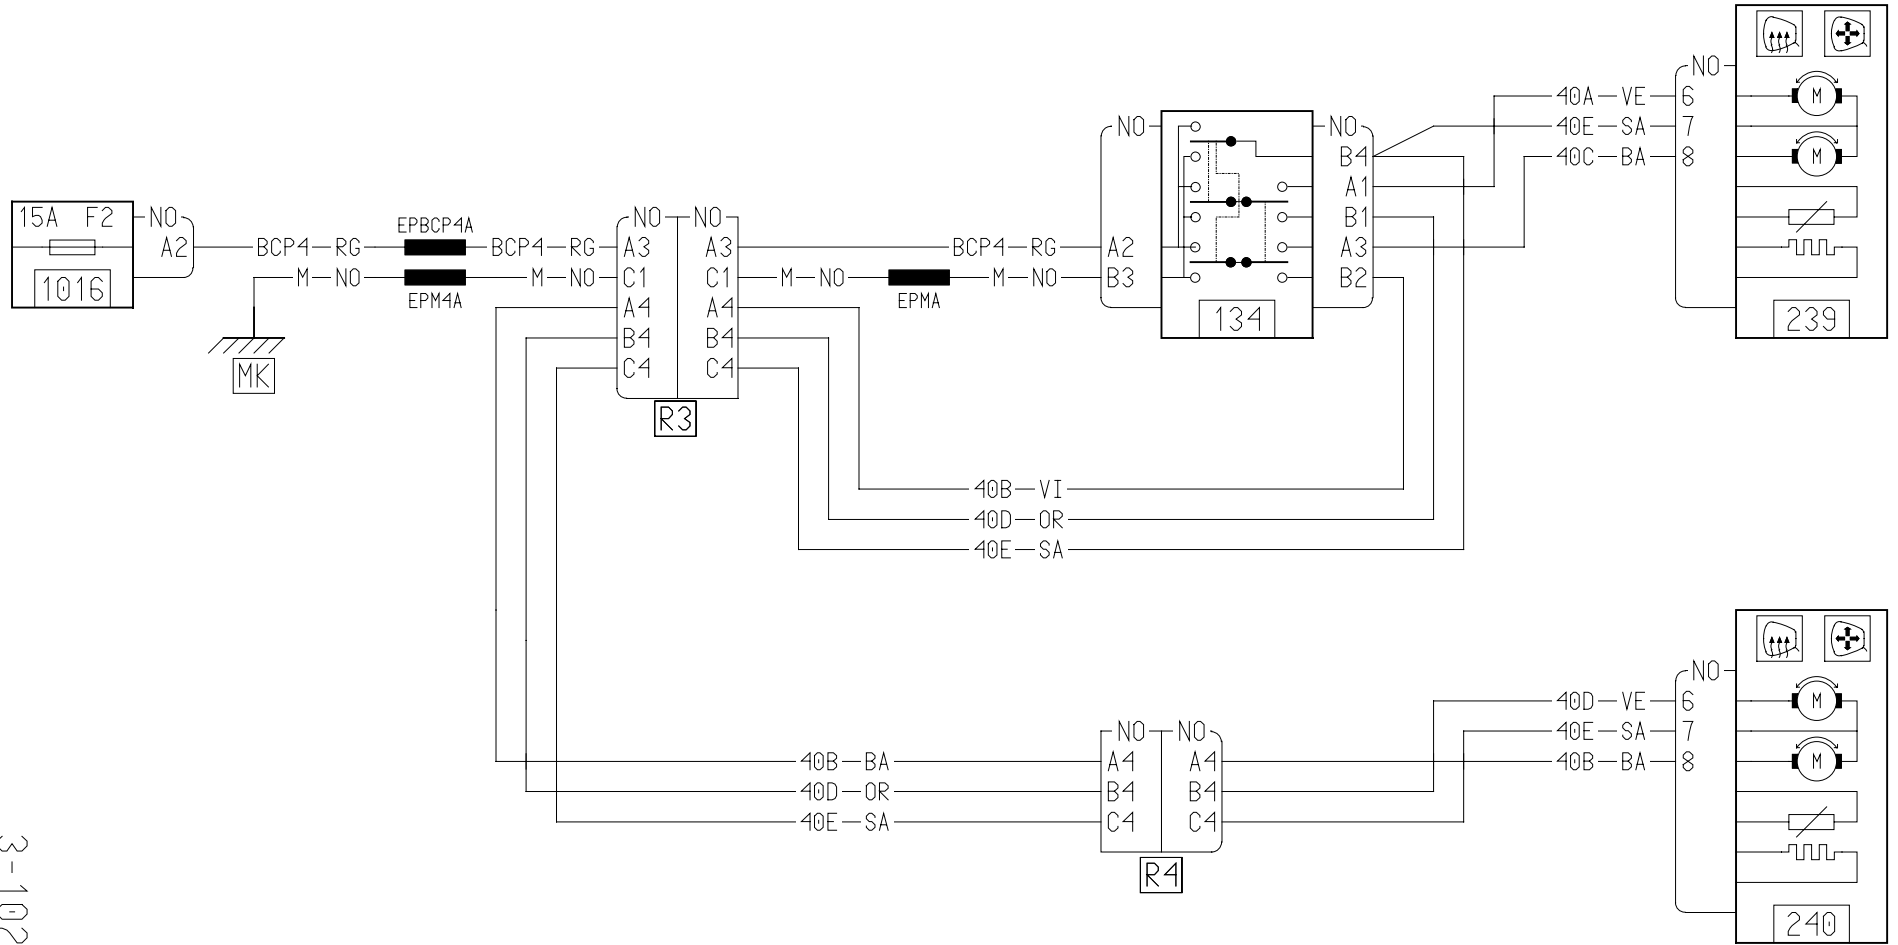 15A F2
NO
A2
1016
BCP4 RG
EPBCP4A
BCP4 RG
M NO
EPM4A
M NO
MK
NO NO
A3 A3
C1 C1
A4 A4
B4 B4
C4 C4
R3
BCP4 RG
M NO
EPMA
M NO
NO
A2
B3
134
NO
B4
A1
B1
A3
B2
40A VE
40E SA
40C BA
NO
6
7
8
M
M
239
40B VI
40D OR
40E SA
40B BA
40D OR
40E SA
NO NO
A4 A4
B4 B4
C4 C4
R4
40D VE
40E SA
40B BA
NO
6
7
8
M
M
240
3-102